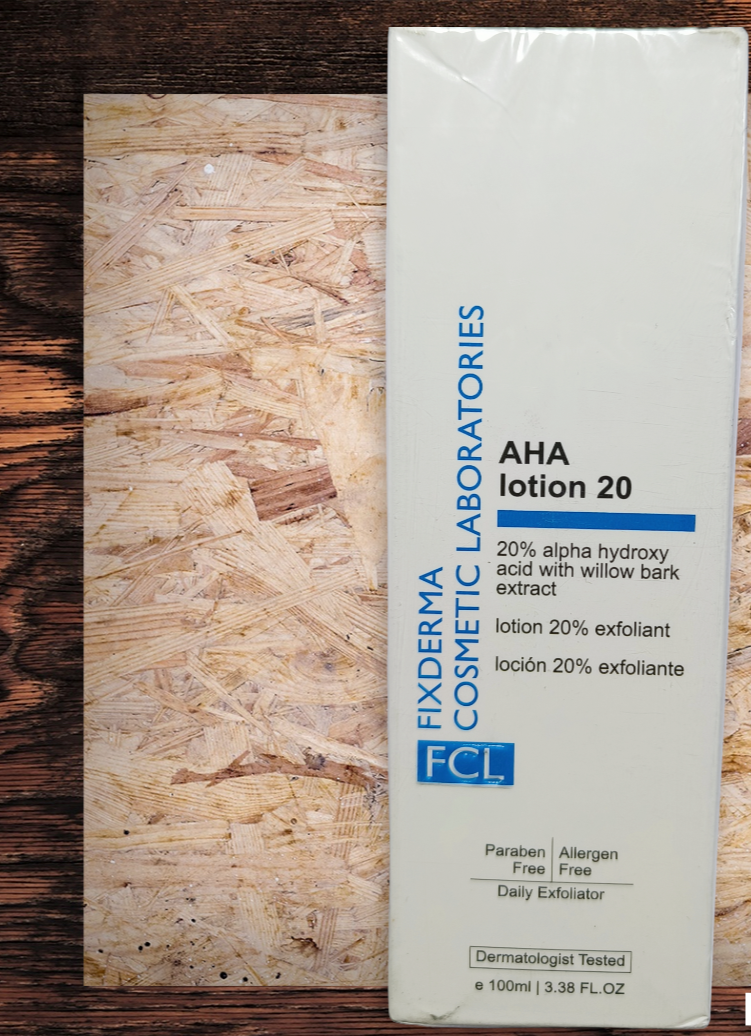 FIXDERMA
COSMETIC LABORATORIES
FCL
AHA
lotion 20
20% alpha hydroxy
acid with willow bark
extract
lotion 20% exfoliant
loción 20% exfoliante
Paraben
Free
Allergen
Free
Daily Exfoliator
Dermatologist Tested
e 100ml | 3.38 FL.OZ